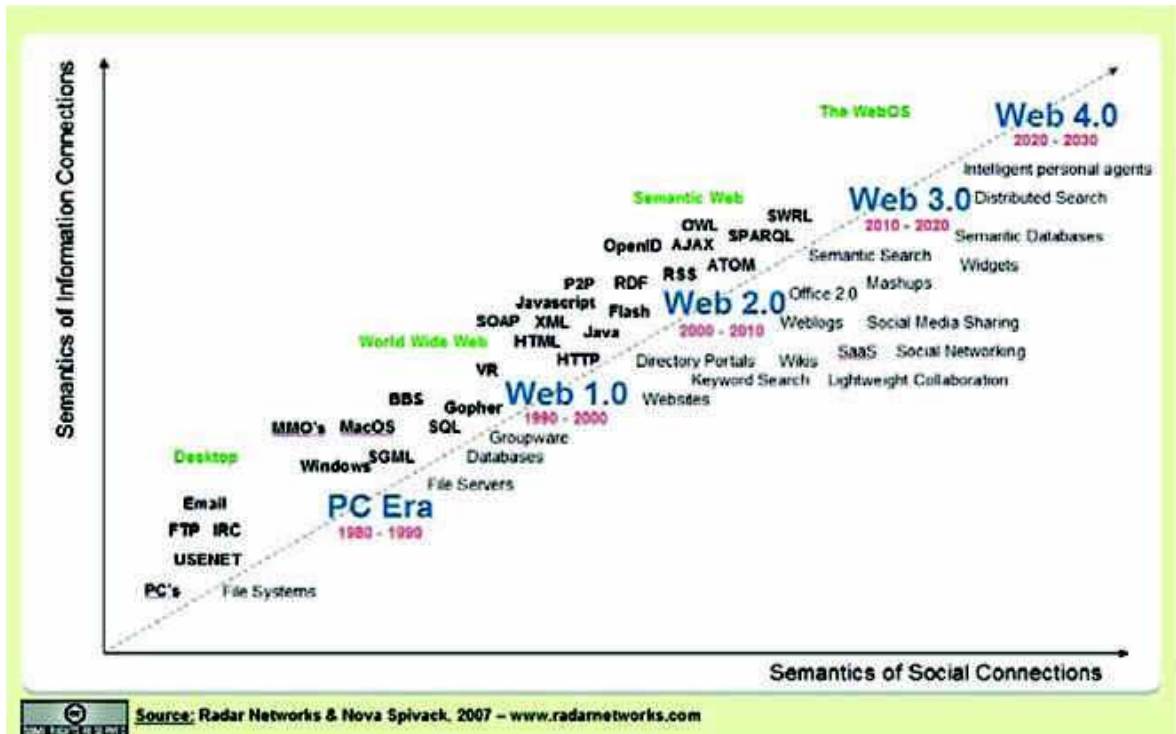 Semantics of Information Connections
The WebOS
Web 4.0
2020 - 2030
Intelligent personal agents
Semantic Web
Web 3.0
Distributed Search
2010 - 2020
SWRL
OWL
SPARQL
Semantic Databases
OpenID
AJAX
Semantic Search
Widgets
ATOM
RSS
P2P
RDF
Mashups
Javascript
Flash
Web 2.0
Office 2.0
2000 - 2010
Weblogs
Social Media Sharing
SOAP
XML
Java
World Wide Web
HTML
HTTP
Directory Portals
Wikis
SaaS
Social Networking
VR
Keyword Search
Lightweight Collaboration
BBS
Gopher
Web 1.0
1990 - 2000
Websites
MMO's
MacOS
SQL
Groupware
Desktop
Windows
SGML
Databases
File Servers
Email
PC Era
1980 - 1990
FTP
IRC
USENET
PC's
File Systems
Semantics of Social Connections
cc
Source: Radar Networks & Nova Spivack, 2007 – www.radarnetworks.com